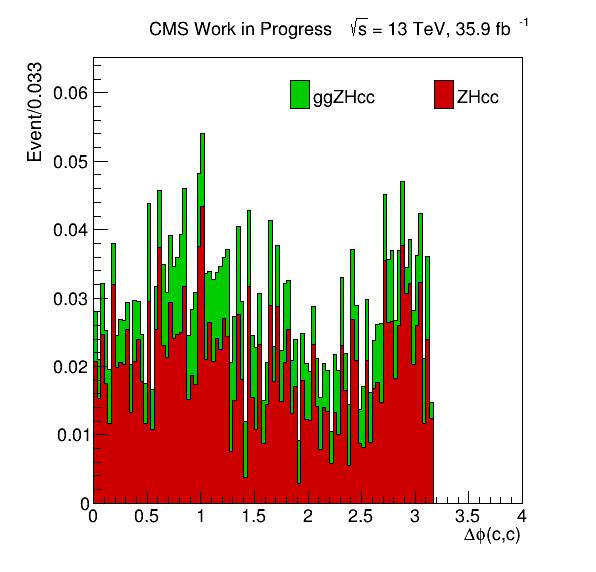 CMS Work in Progress √s = 13 TeV, 35.9 fb⁻¹
Event/0.033
ggZHcc ZHcc
0.06
0.05
0.04
0.03
0.02
0.01
0
0 0.5 1 1.5 2 2.5 3 3.5 4
Δϕ(c,c)